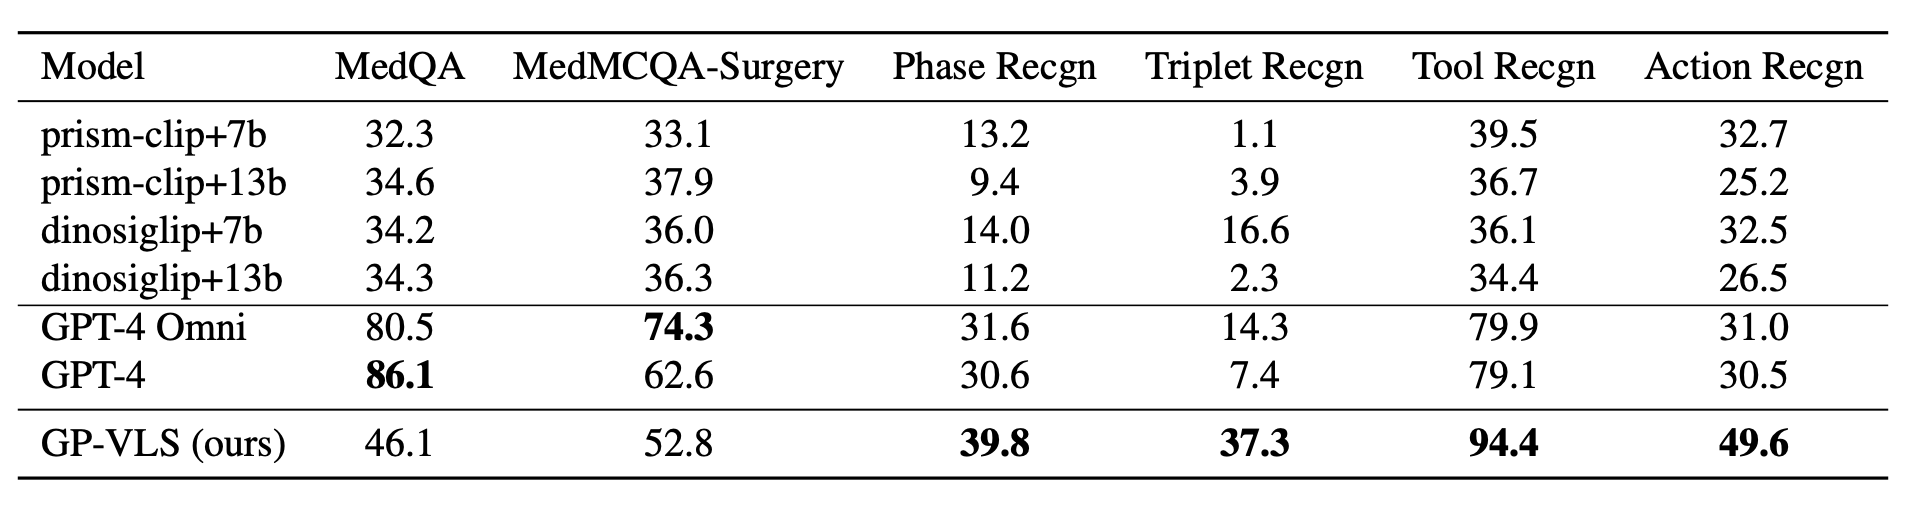 Model MedQA MedMCQA-Surgery Phase Recgn Triplet Recgn Tool Recgn Action Recgn
prism-clip+7b 32.3 33.1 13.2 1.1 39.5 32.7
prism-clip+13b 34.6 37.9 9.4 3.9 36.7 25.2
dinosiglip+7b 34.2 36.0 14.0 16.6 36.1 32.5
dinosiglip+13b 34.3 36.3 11.2 2.3 34.4 26.5
GPT-4 Omni 80.5 74.3 31.6 14.3 79.9 31.0
GPT-4 86.1 62.6 30.6 7.4 79.1 30.5
GP-VLS (ours) 46.1 52.8 39.8 37.3 94.4 49.6